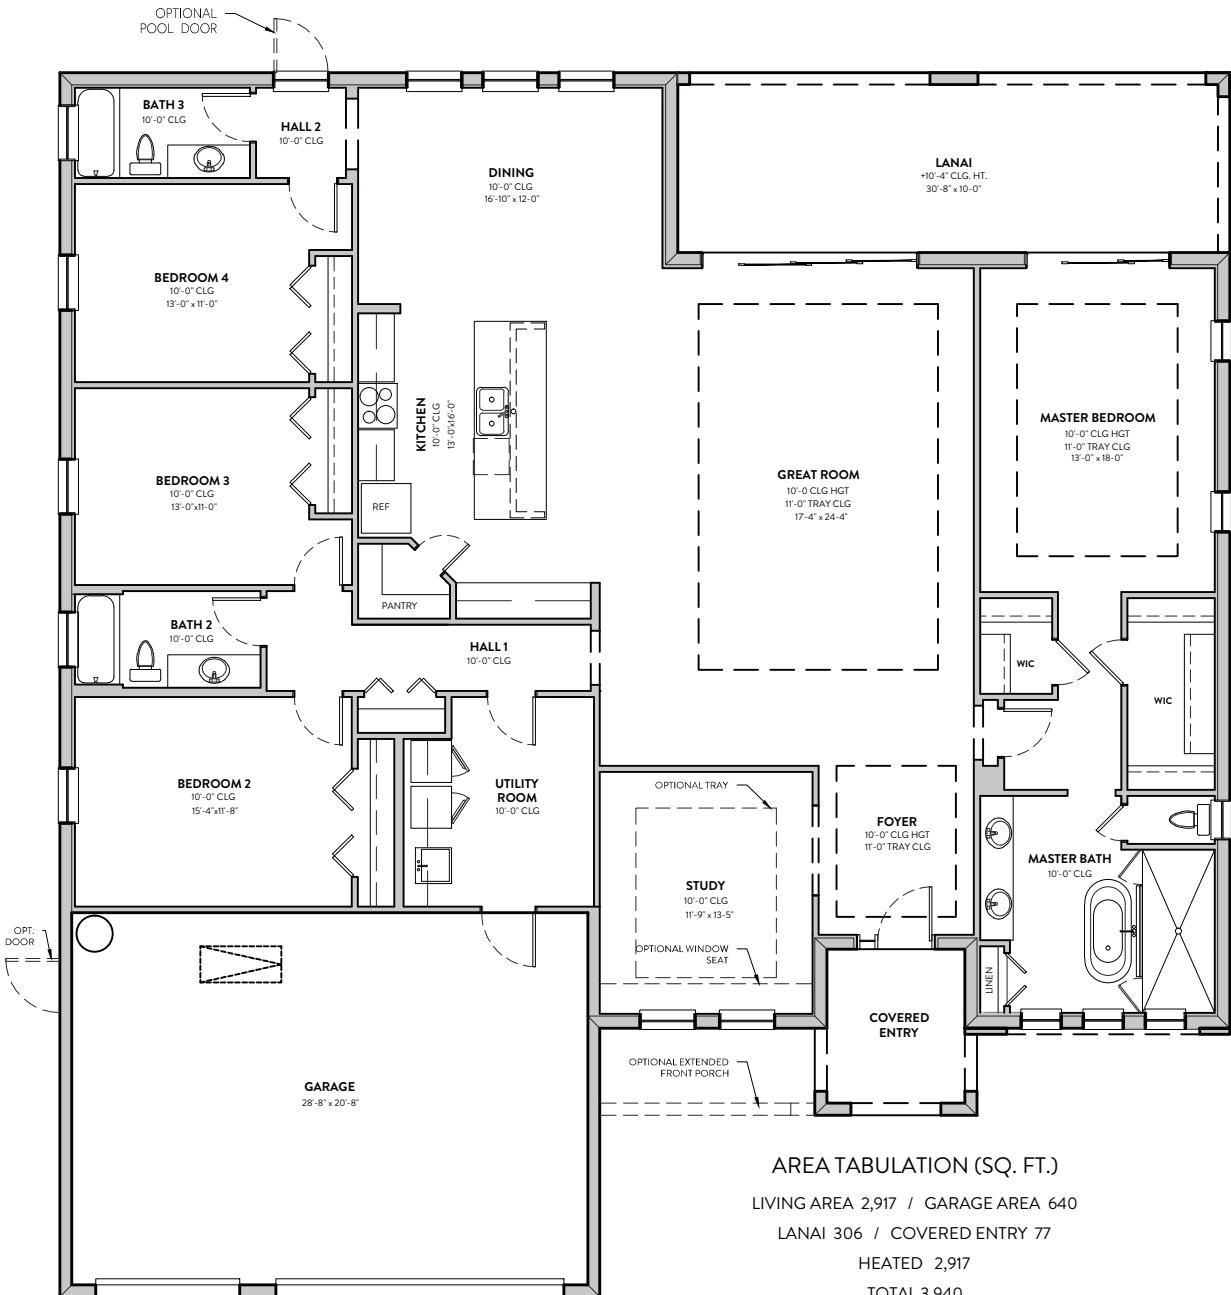 OPTIONAL
POOL DOOR
BATH 3
10'-0" CLG
HALL 2
10'-0" CLG
DINING
10'-0" CLG
16'-10" x 12'-0"
LANAI
+10'-4" CLG. HT.
30'-8" x 10-0"
BEDROOM 4
10'-0" CLG
13'-0" x 11'-0"
KITCHEN
10'-0" CLG
13'-0"x16'-0"
MASTER BEDROOM
10'-0" CLG HGT
11'-0" TRAY CLG
13'-0" x 18'-0"
GREAT ROOM
10'-0 CLG HGT
11'-0" TRAY CLG
17'-4" x 24'-4"
BEDROOM 3
10'-0" CLG
13'-0"x11-0"
REF
PANTRY
BATH 2
10'-0" CLG
HALL 1
10'-0" CLG
WIC
WIC
BEDROOM 2
10'-0" CLG
15'-4"x11'-8"
UTILITY
ROOM
10'-0" CLG
OPTIONAL TRAY
FOYER
10'-0" CLG HGT
11'-0" TRAY CLG
MASTER BATH
10'-0" CLG
STUDY
10'-0" CLG
11'-9" x 13-5"
OPT.
DOOR
OPTIONAL WINDOW
SEAT
LINEN
COVERED
ENTRY
OPTIONAL EXTENDED
FRONT PORCH
GARAGE
28'-8" x 20'-8"
AREA TABULATION (SQ. FT.)
LIVING AREA 2,917 / GARAGE AREA 640
LANAI 306 / COVERED ENTRY 77
HEATED 2,917
TOTAL 3,940